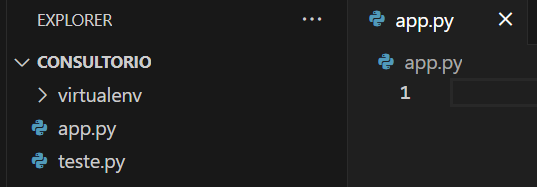 EXPLORER
CONSULTORIO
virtualenv
app.py
teste.py
app.py
app.py
1